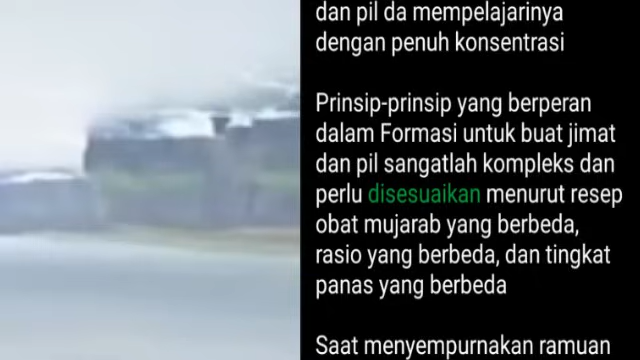 dan pil da mempelajarinya
dengan penuh konsentrasi
Prinsip-prinsip yang berperan
dalam Formasi untuk buat jimat
dan pil sangatlah kompleks dan
perlu disesuaikan menurut resep
obat mujarab yang berbeda,
rasio yang berbeda, dan tingkat
panas yang berbeda
Saat menyempurnakan ramuan